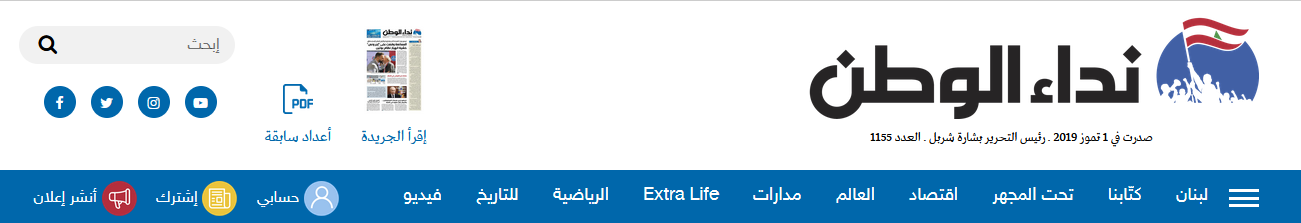 نداء الوطن
صدرت في 1 تموز 2019 . رئيس التحرير بشارة شربل . العدد 1155
إقرأ الجريدة
PDF
أعداد سابقة
إبحث
لبنان كتّابنا تحت المجهر اقتصاد العالم مدارات Extra Life الرياضية للتاريخ فيديو حسابي إشترك أنشر إعلان